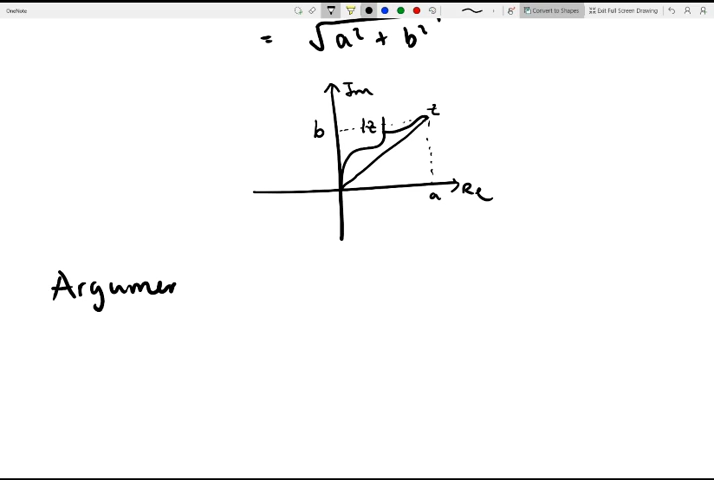 OneNote
Convert to Shapes
Exit Full Screen Drawing
= √a² + b²
Im
z
b
|z|
a
Re
Argumen